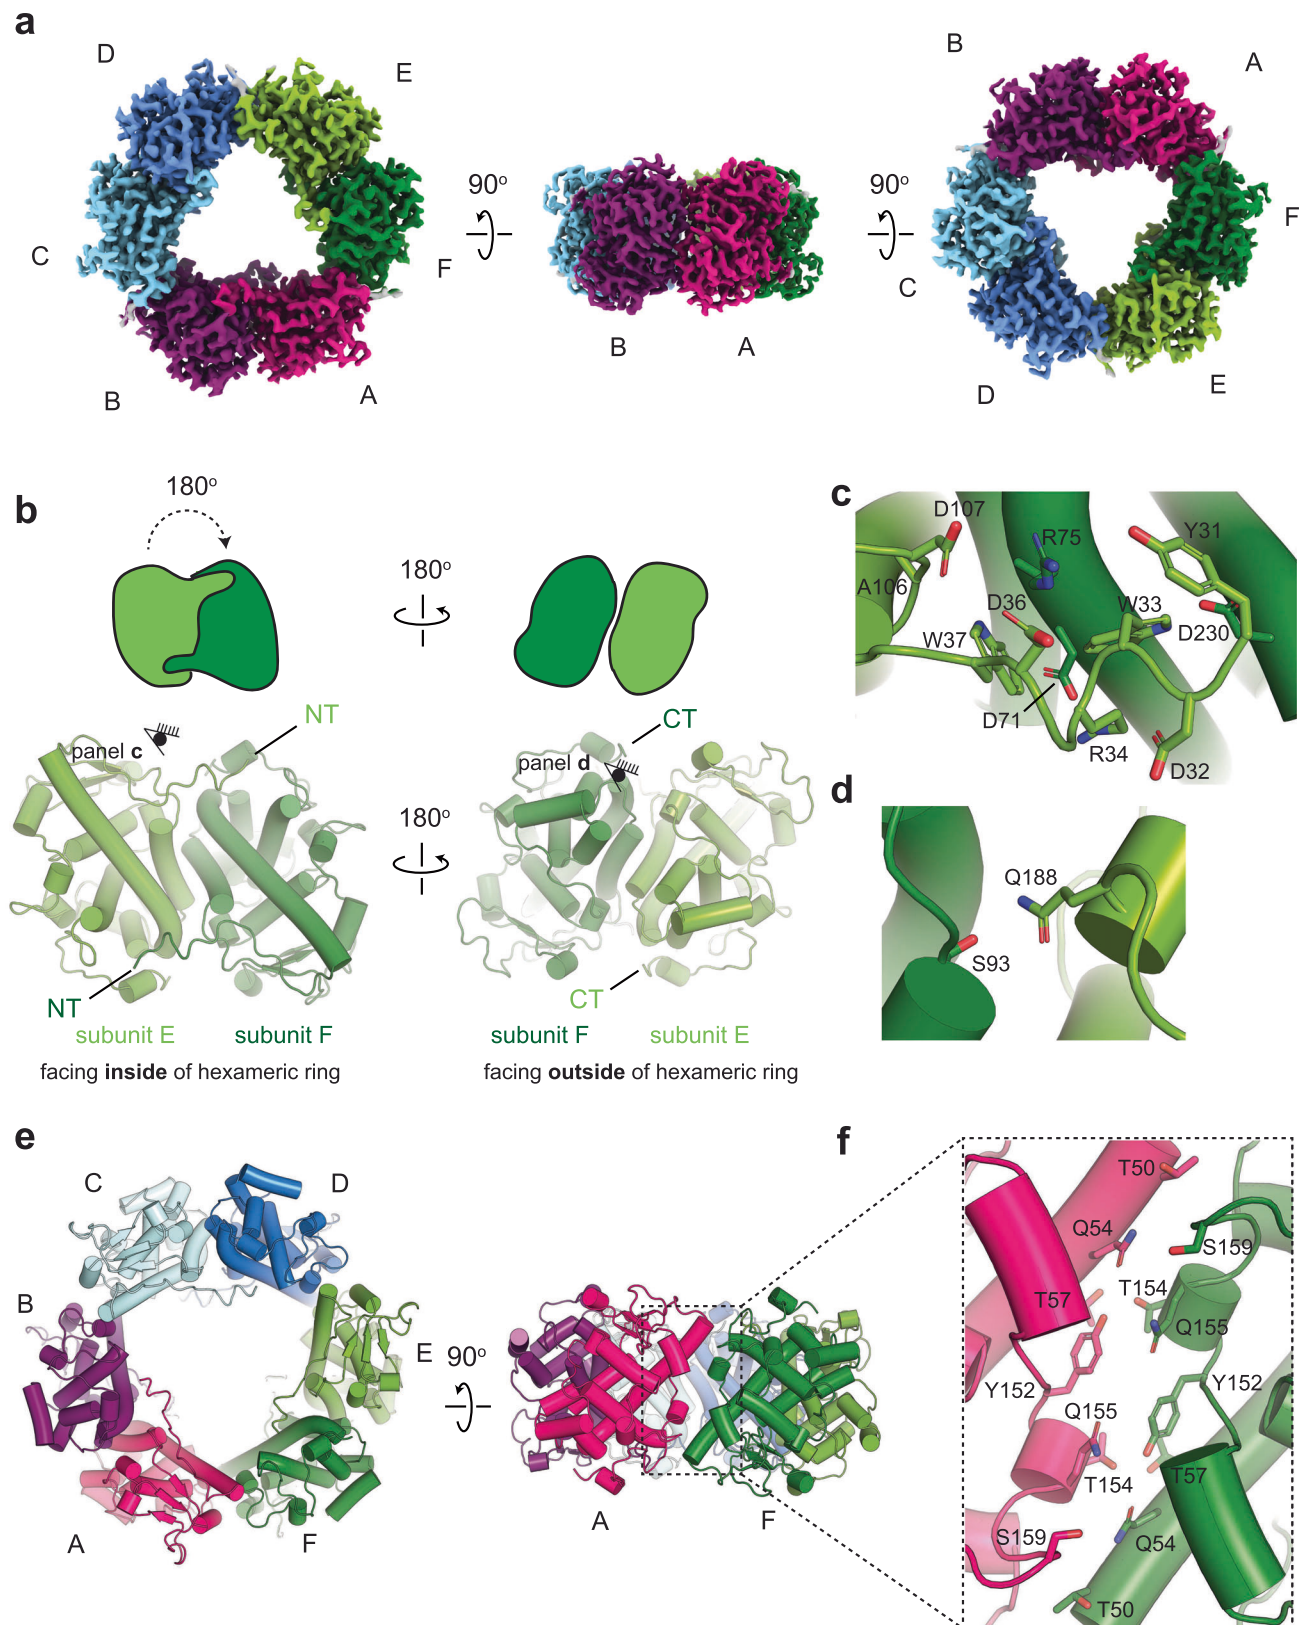 a
D
E
C
F
B
A
90°
B
A
90°
B
A
F
C
E
D
b
180°
180°
NT
panel c
NT
subunit E
subunit F
facing inside of hexameric ring
180°
CT
panel d
CT
subunit F
subunit E
facing outside of hexameric ring
c
D107
R75
Y31
A106
D36
W33
W37
D230
D71
R34
D32
d
Q188
S93
e
C
D
B
E
A
F
90°
A
F
f
T50
Q54
S159
T57
T154
Q155
Y152
Y152
Q155
T154
T57
S159
Q54
T50